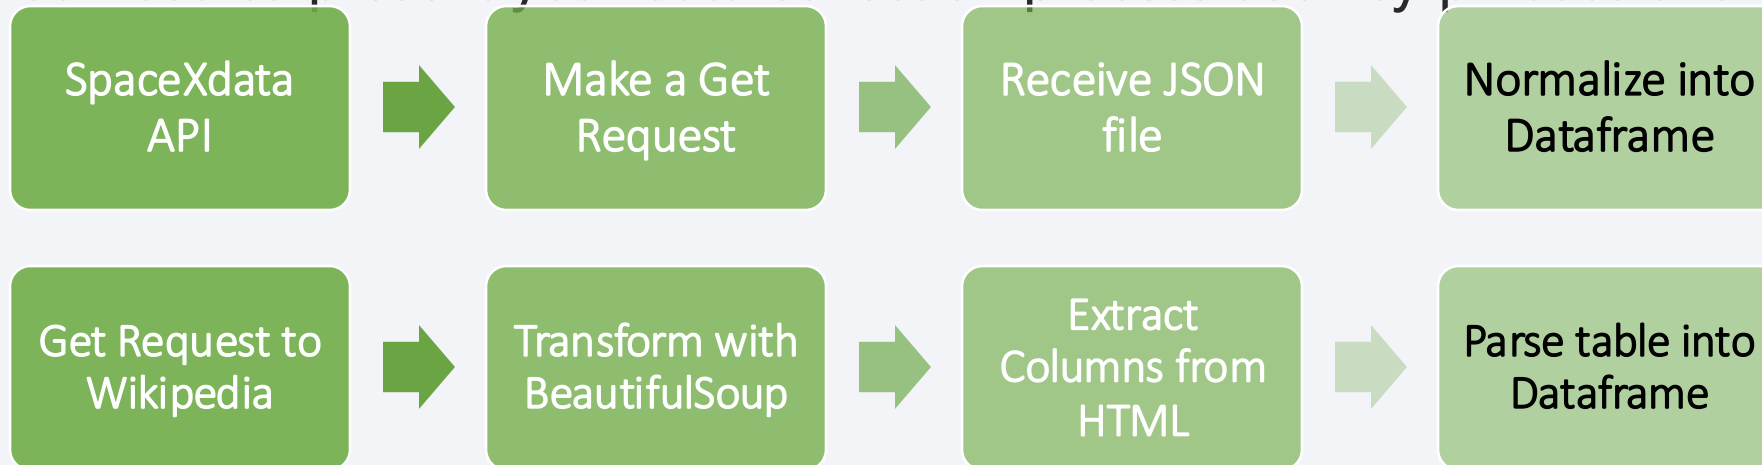 SpaceXdata
API
Make a Get
Request
Receive JSON
file
Normalize into
Dataframe
Get Request to
Wikipedia
Transform with
BeautifulSoup
Extract
Columns from
HTML
Parse table into
Dataframe